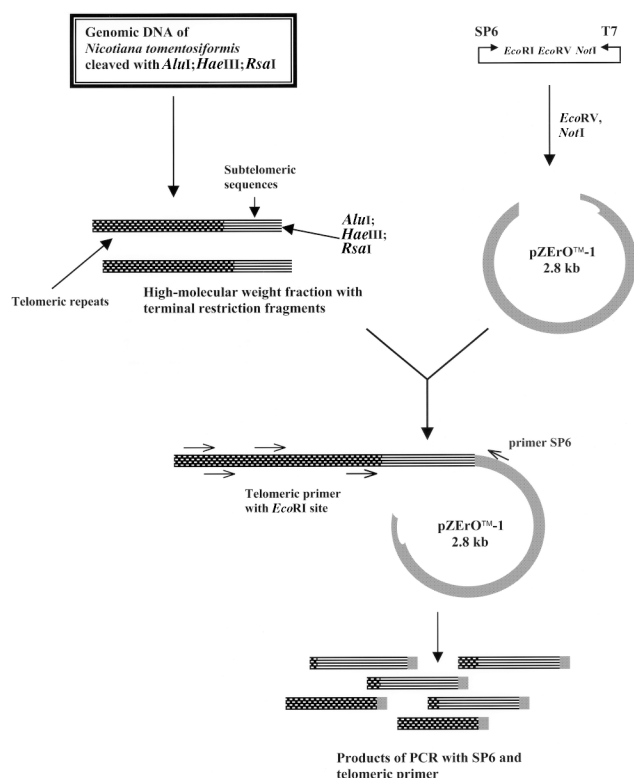 Genomic DNA of
Nicotiana tomentosiformis
cleaved with AluI; HaeIII; RsaI
SP6
T7
EcoRI EcoRV NotI
EcoRV,
NotI
Subtelomeric
sequences
AluI;
HaeIII;
RsaI
Telomeric repeats
High-molecular weight fraction with
terminal restriction fragments
pZErO™-1
2.8 kb
primer SP6
Telomeric primer
with EcoRI site
pZErO™-1
2.8 kb
Products of PCR with SP6 and
telomeric primer